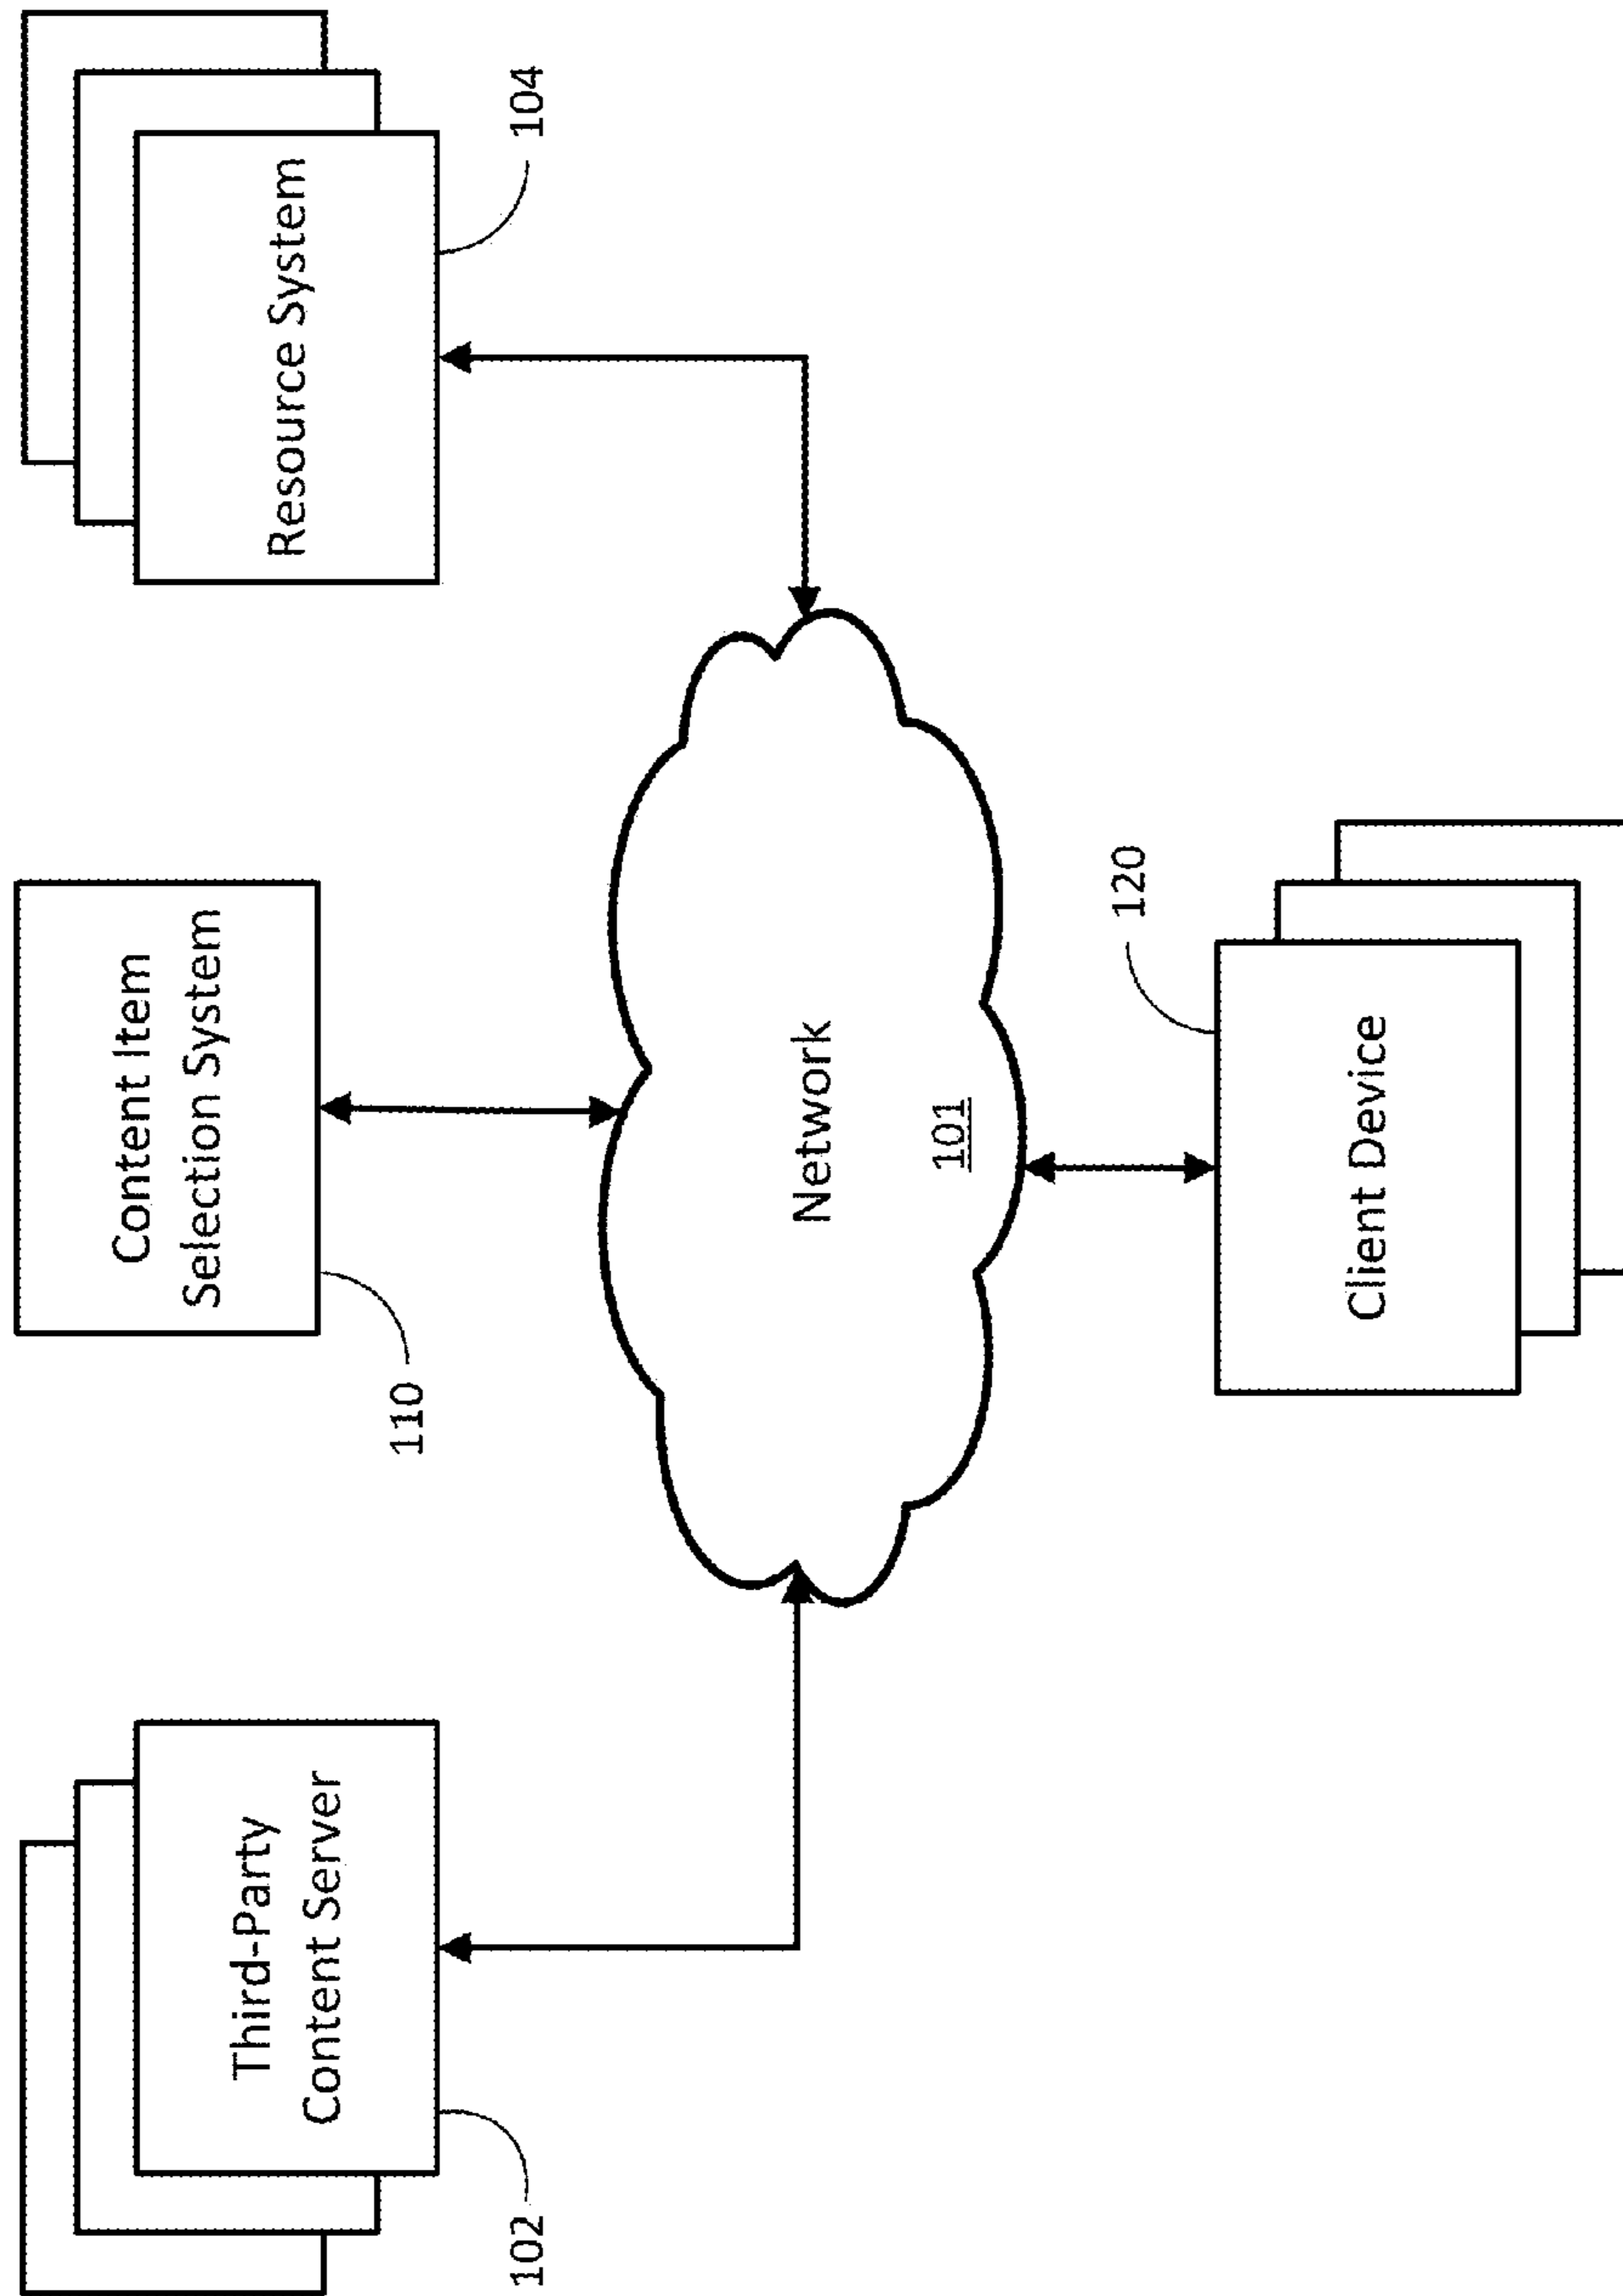 Content Item
Selection System
110
Third-Party
Content Server
102
Resource System
104
Network
101
120
Client Device